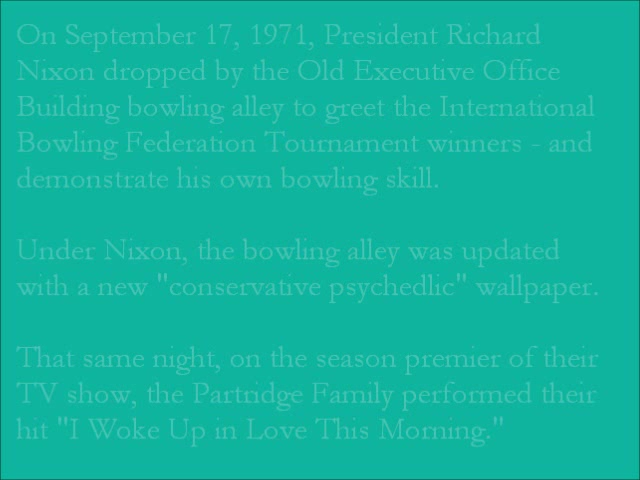 On September 17, 1971, President Richard
Nixon dropped by the Old Executive Office
Building bowling alley to greet the International
Bowling Federation Tournament winners - and
demonstrate his own bowling skill.
Under Nixon, the bowling alley was updated
with a new "conservative psychedlic" wallpaper.
That same night, on the season premier of their
TV show, the Partridge Family performed their
hit "I Woke Up in Love This Morning."